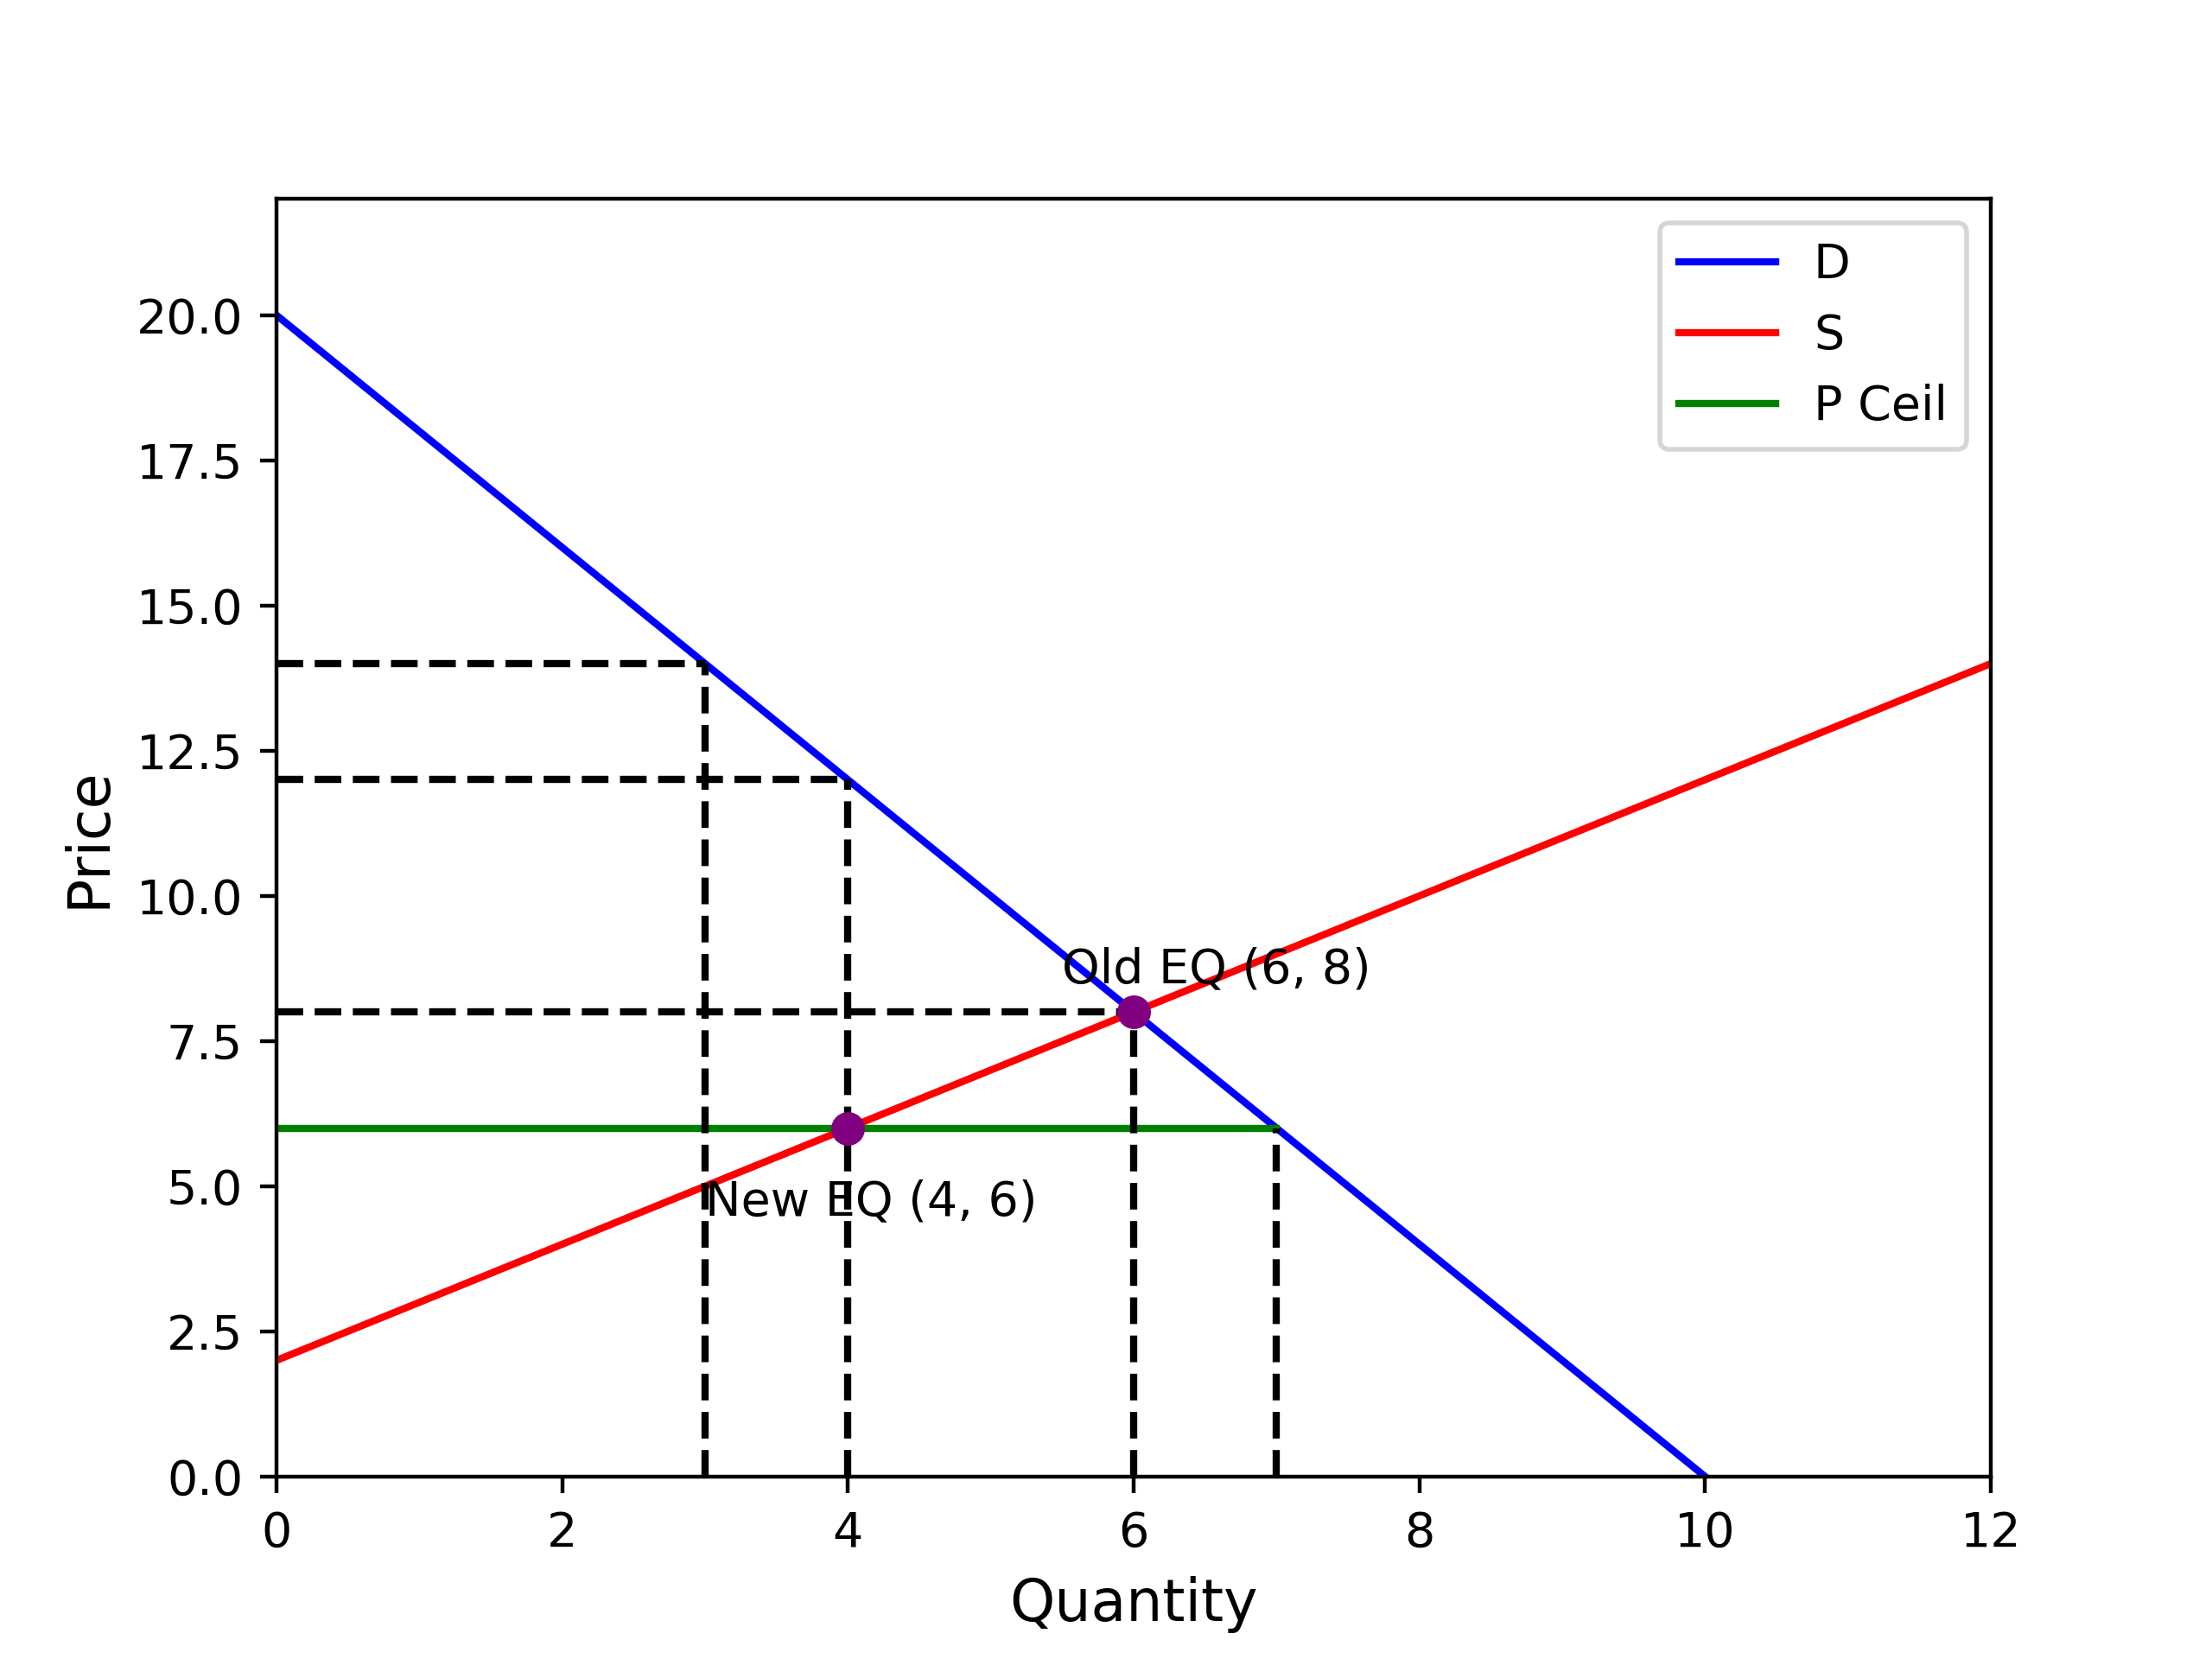 D
S
P Ceil
20.0
17.5
15.0
12.5
10.0
7.5
5.0
2.5
0.0
Price
Old EQ (6, 8)
New EQ (4, 6)
0 2 4 6 8 10 12
Quantity